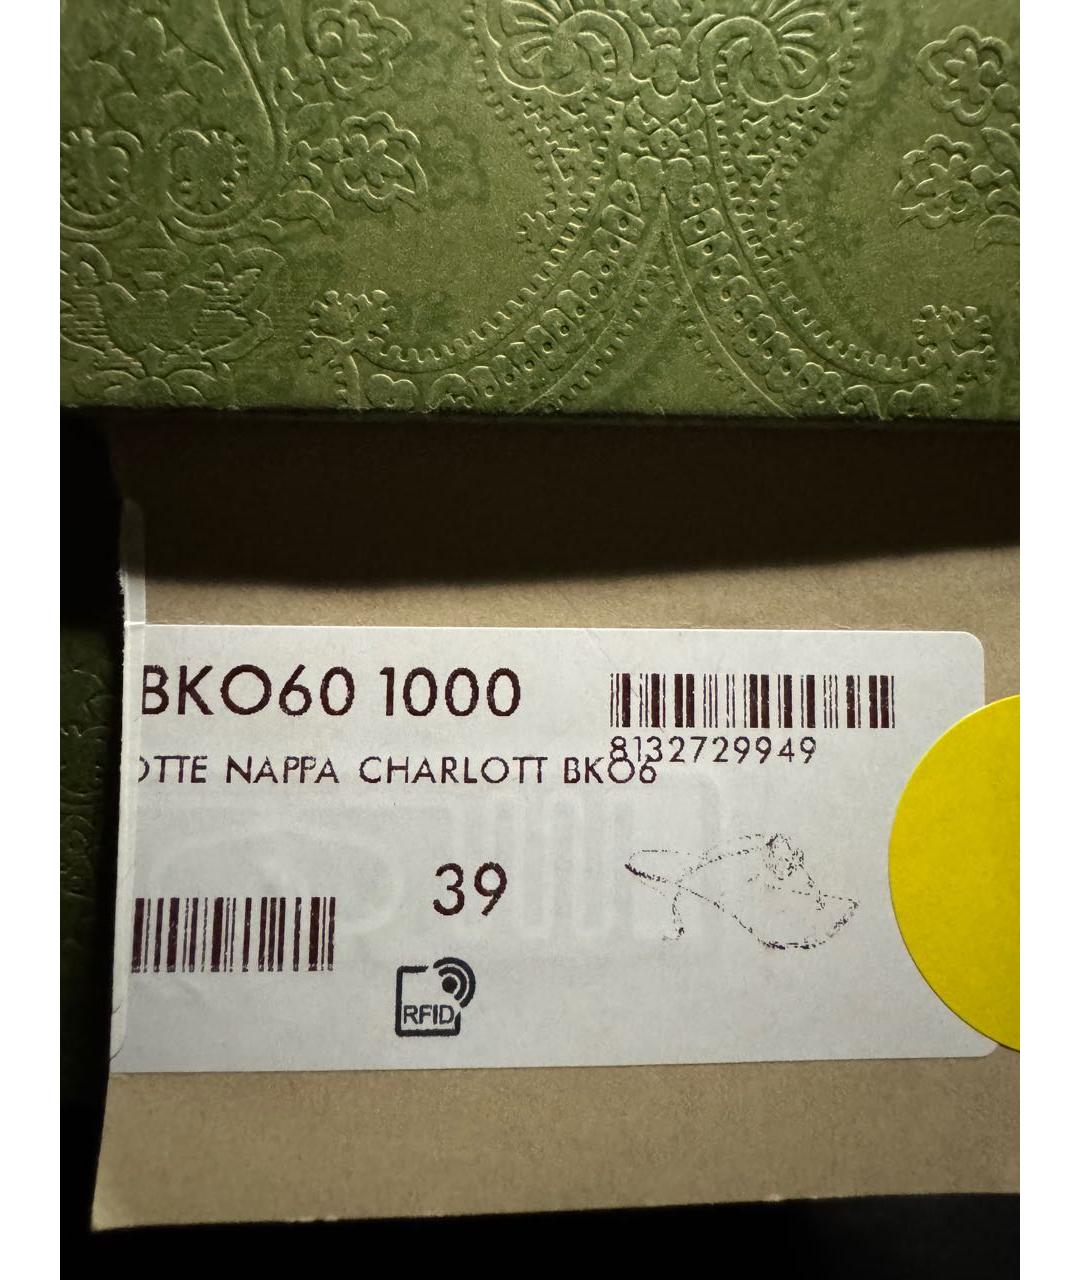 BKO60 1000
8132729949
OTTE NAPPA CHARLOTT BKO6
39
RFID